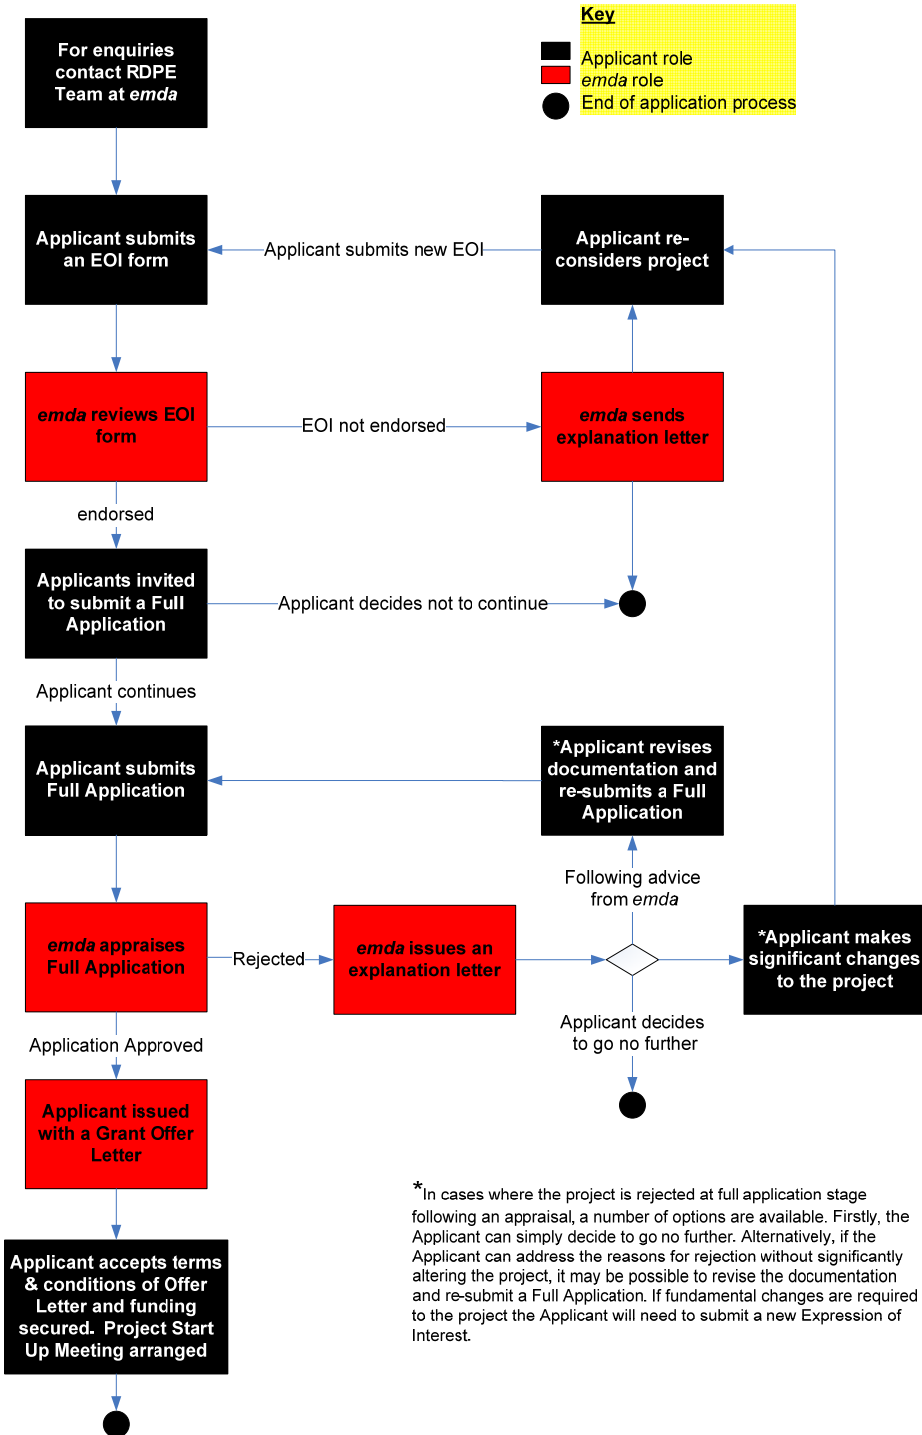 Key
Applicant role
emda role
End of application process
For enquiries
contact RDPE
Team at emda
Applicant submits
an EOI form
Applicant submits new EOI
Applicant re-
considers project
emda reviews EOI
form
EOI not endorsed
emda sends
explanation letter
endorsed
Applicants invited
to submit a Full
Application
Applicant decides not to continue
Applicant continues
Applicant submits
Full Application
*Applicant revises
documentation and
re-submits a Full
Application
Following advice
from emda
emda appraises
Full Application
Rejected
emda issues an
explanation letter
*Applicant makes
significant changes
to the project
Applicant decides
to go no further
Application Approved
Applicant issued
with a Grant Offer
Letter
Applicant accepts terms
& conditions of Offer
Letter and funding
secured. Project Start
Up Meeting arranged
*In cases where the project is rejected at full application stage
following an appraisal, a number of options are available. Firstly, the
Applicant can simply decide to go no further. Alternatively, if the
Applicant can address the reasons for rejection without significantly
altering the project, it may be possible to revise the documentation
and re-submit a Full Application. If fundamental changes are required
to the project the Applicant will need to submit a new Expression of
Interest.